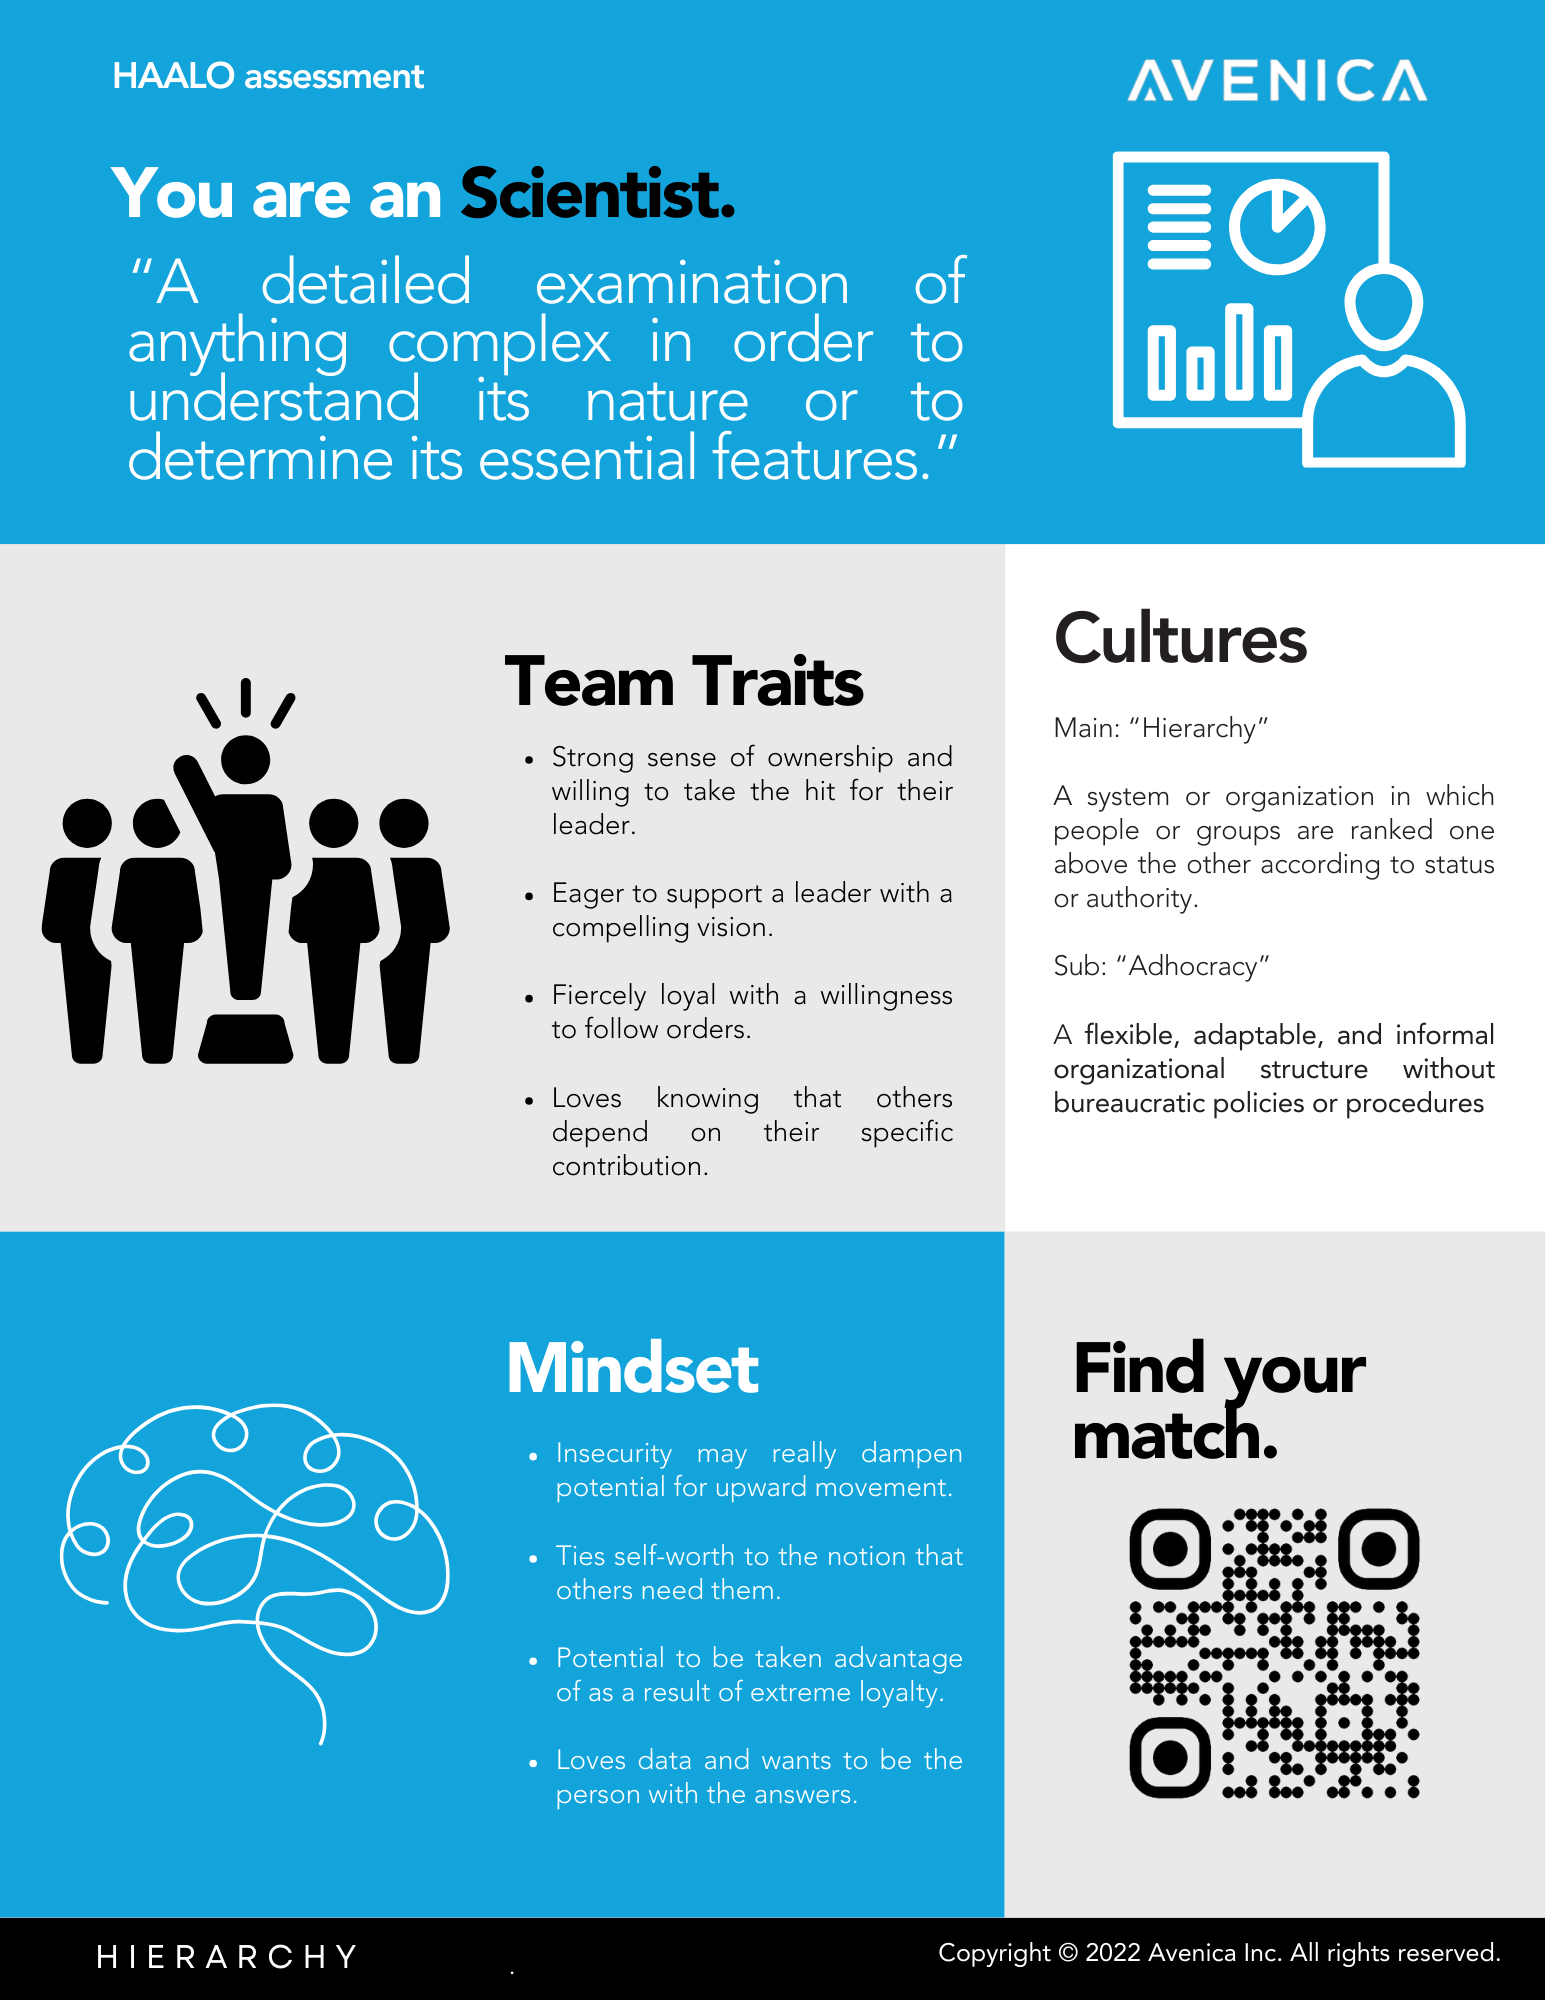 HAALO assessment
AVENICA
You are an Scientist.
“A detailed examination of
anything complex in order to
understand its nature or to
determine its essential features.”
Team Traits
• Strong sense of ownership and
willing to take the hit for their
leader.
• Eager to support a leader with a
compelling vision.
• Fiercely loyal with a willingness
to follow orders.
• Loves knowing that others
depend on their specific
contribution.
Cultures
Main: “Hierarchy”
A system or organization in which
people or groups are ranked one
above the other according to status
or authority.
Sub: “Adhocracy”
A flexible, adaptable, and informal
organizational structure without
bureaucratic policies or procedures
Mindset
• Insecurity may really dampen
potential for upward movement.
• Ties self-worth to the notion that
others need them.
• Potential to be taken advantage
of as a result of extreme loyalty.
• Loves data and wants to be the
person with the answers.
Find your
match.
HIERARCHY
.
Copyright © 2022 Avenica Inc. All rights reserved.